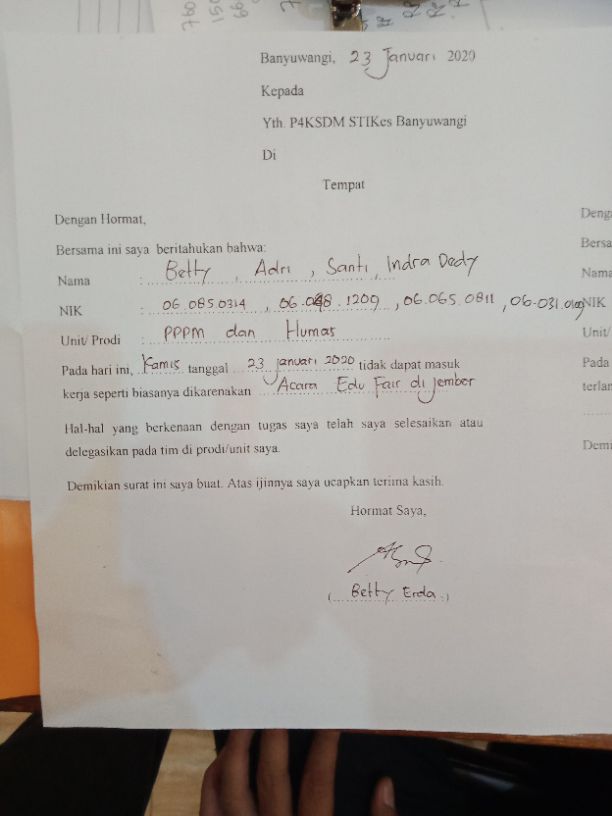 Banyuwangi, 23 Januari 2020
Kepada
Yth. P4KSDM STIKes Banyuwangi
Di
Tempat
Dengan Hormat,
Bersama ini saya beritahukan bahwa:
Nama : Betty, Adri, Santi, Indra Dedy
NIK : 06.0850314, 06.048.1209, 06.065.0811, 06.031.0109
Unit/ Prodi : PPPM dan Humas
Pada hari ini, Kamis tanggal 23 januari 2020 tidak dapat masuk
kerja seperti biasanya dikarenakan Acara Edu Fair di jember
Hal-hal yang berkenaan dengan tugas saya telah saya selesaikan atau
delegasikan pada tim di prodi/unit saya.
Demikian surat ini saya buat. Atas ijinnya saya ucapkan terima kasih.
Hormat Saya,
( Betty Erda )
Deng
Bersa
Nama
NIK
Unit/
Pada
terlar
Demi